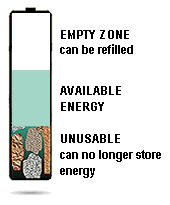 EMPTY ZONE
can be refilled
AVAILABLE
ENERGY
UNUSABLE
can no longer store
energy